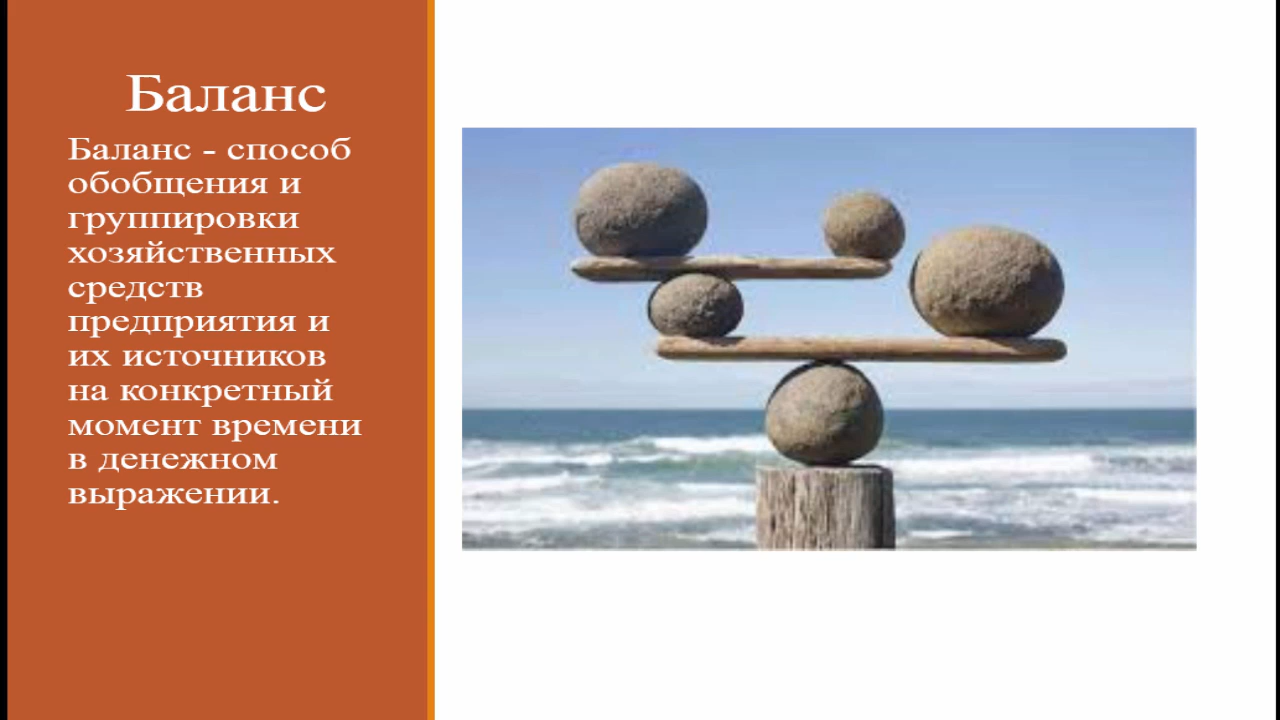 Баланс
Баланс - способ
обобщения и
группировки
хозяйственных
средств
предприятия и
их источников
на конкретный
момент времени
в денежном
выражении.